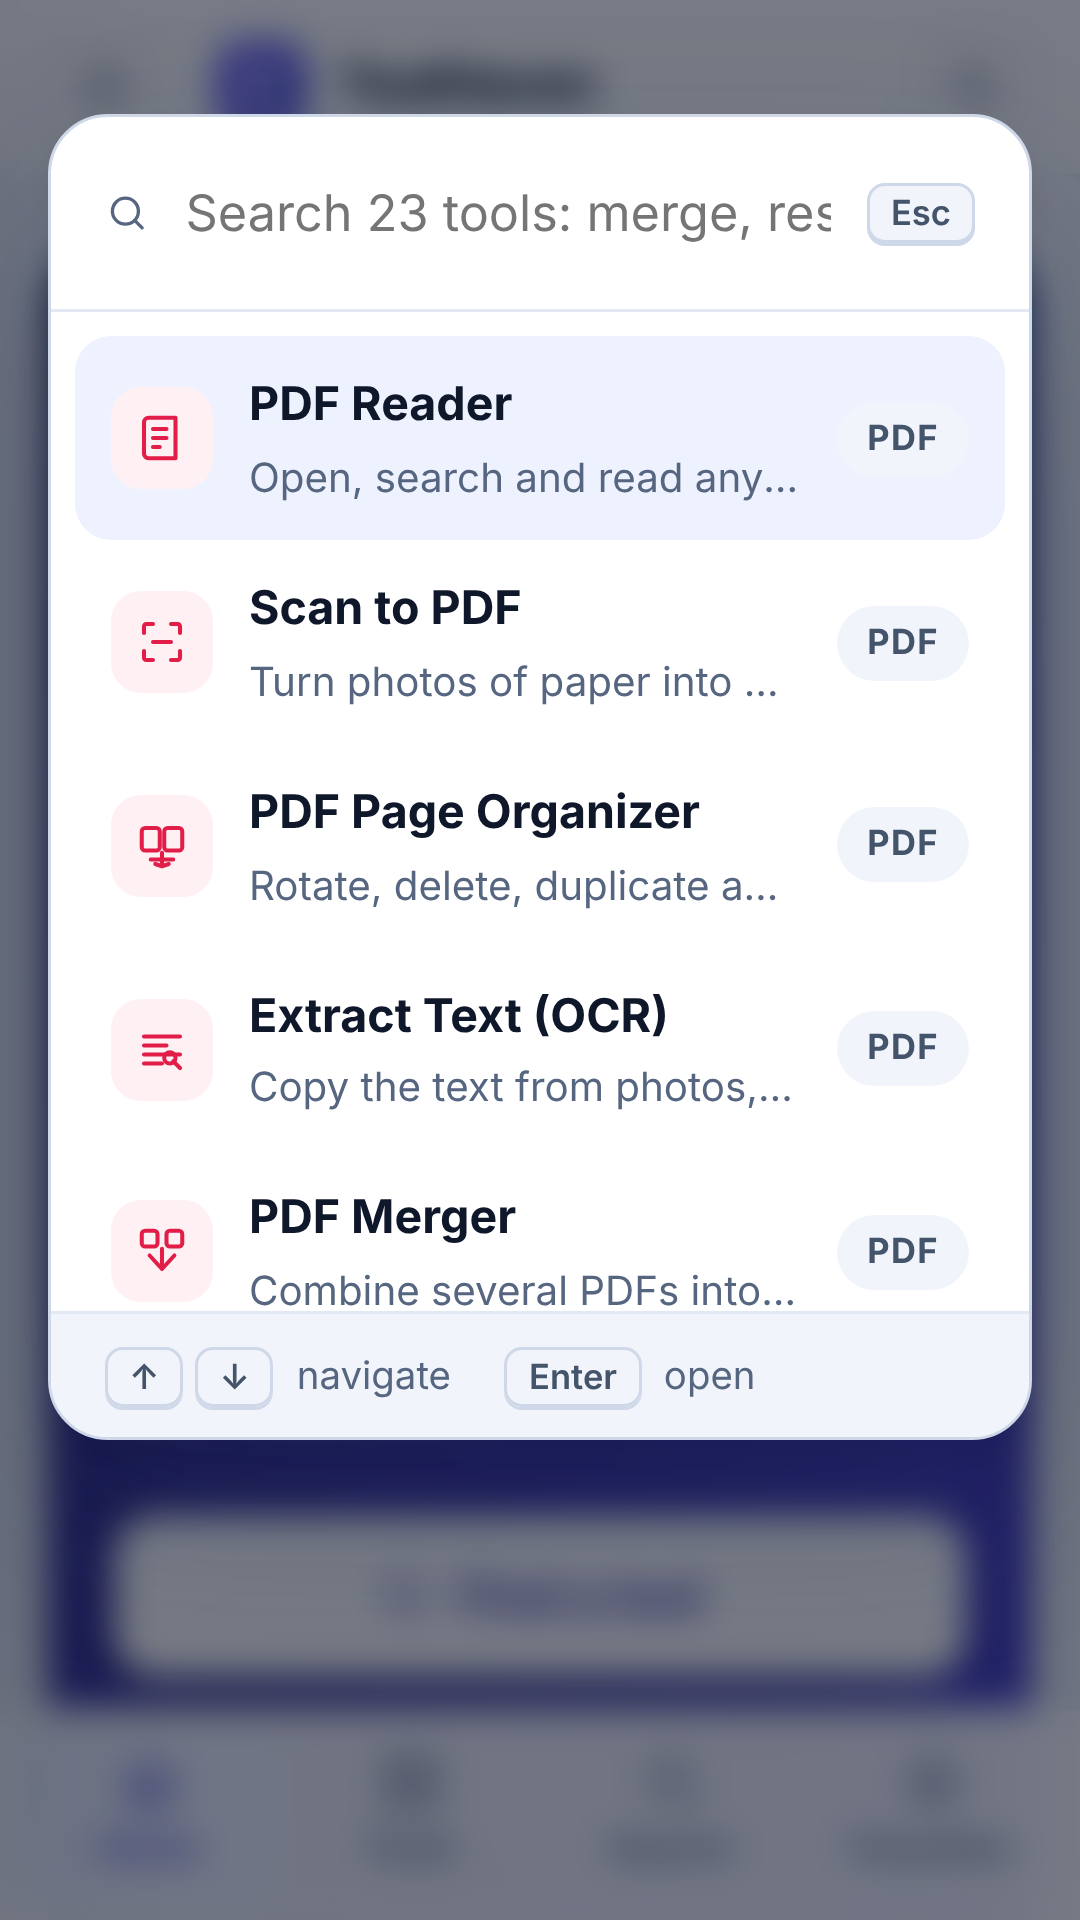 Search 23 tools: merge, res
Esc
PDF Reader
Open, search and read any...
PDF
Scan to PDF
Turn photos of paper into ...
PDF
PDF Page Organizer
Rotate, delete, duplicate a...
PDF
Extract Text (OCR)
Copy the text from photos,...
PDF
PDF Merger
Combine several PDFs into...
PDF
↑ ↓ navigate Enter open